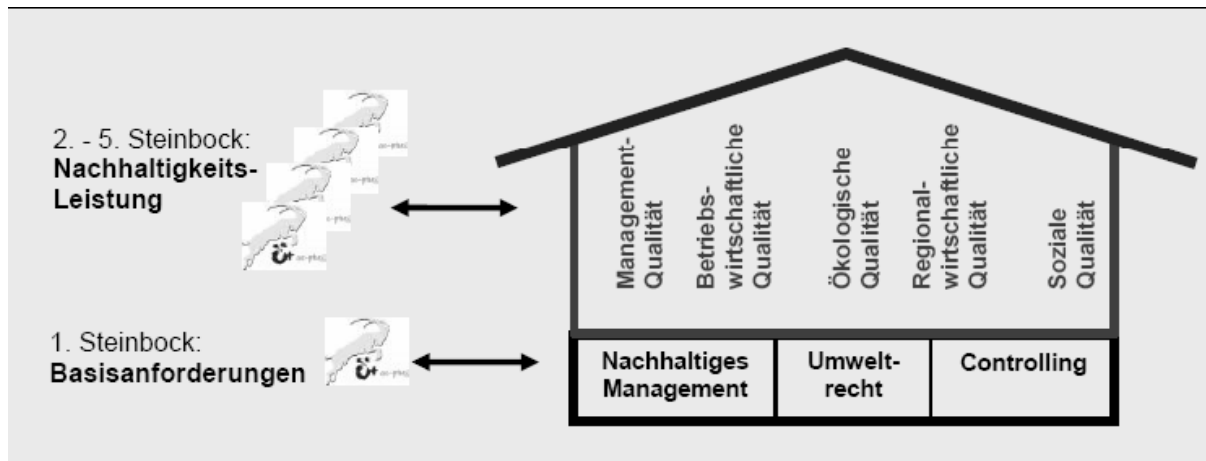 2. - 5. Steinbock:
Nachhaltigkeits-
Leistung
Management-
Qualität
Betriebs-
wirtschaftliche
Qualität
Ökologische
Qualität
Regional-
wirtschaftliche
Qualität
Soziale
Qualität
1. Steinbock:
Basisanforderungen
Nachhaltiges
Management
Umwelt-
recht
Controlling